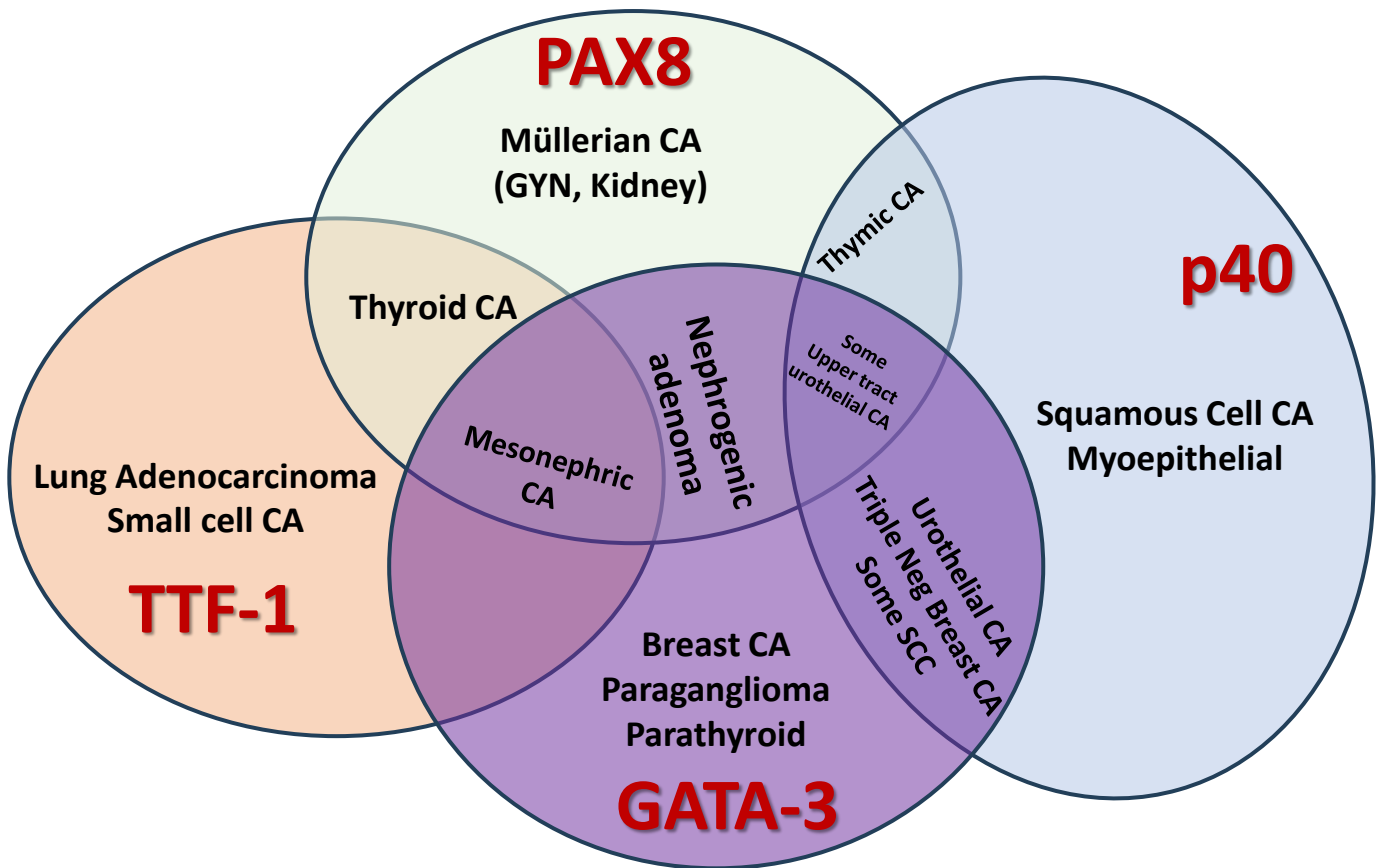 PAX8
Müllerian CA
(GYN, Kidney)
Thymic CA
p40
Thyroid CA
Nephrogenic
adenoma
Some
Upper tract
urothelial CA
Squamous Cell CA
Myoepithelial
Mesonephric
CA
Lung Adenocarcinoma
Small cell CA
TTF-1
Urothelial CA
Triple Neg Breast CA
Some SCC
Breast CA
Paraganglioma
Parathyroid
GATA-3